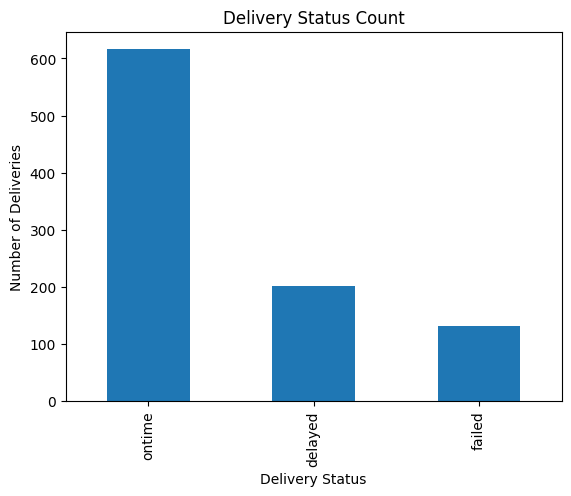 Delivery Status Count
Number of Deliveries
600
500
400
300
200
100
0
ontime
delayed
failed
Delivery Status